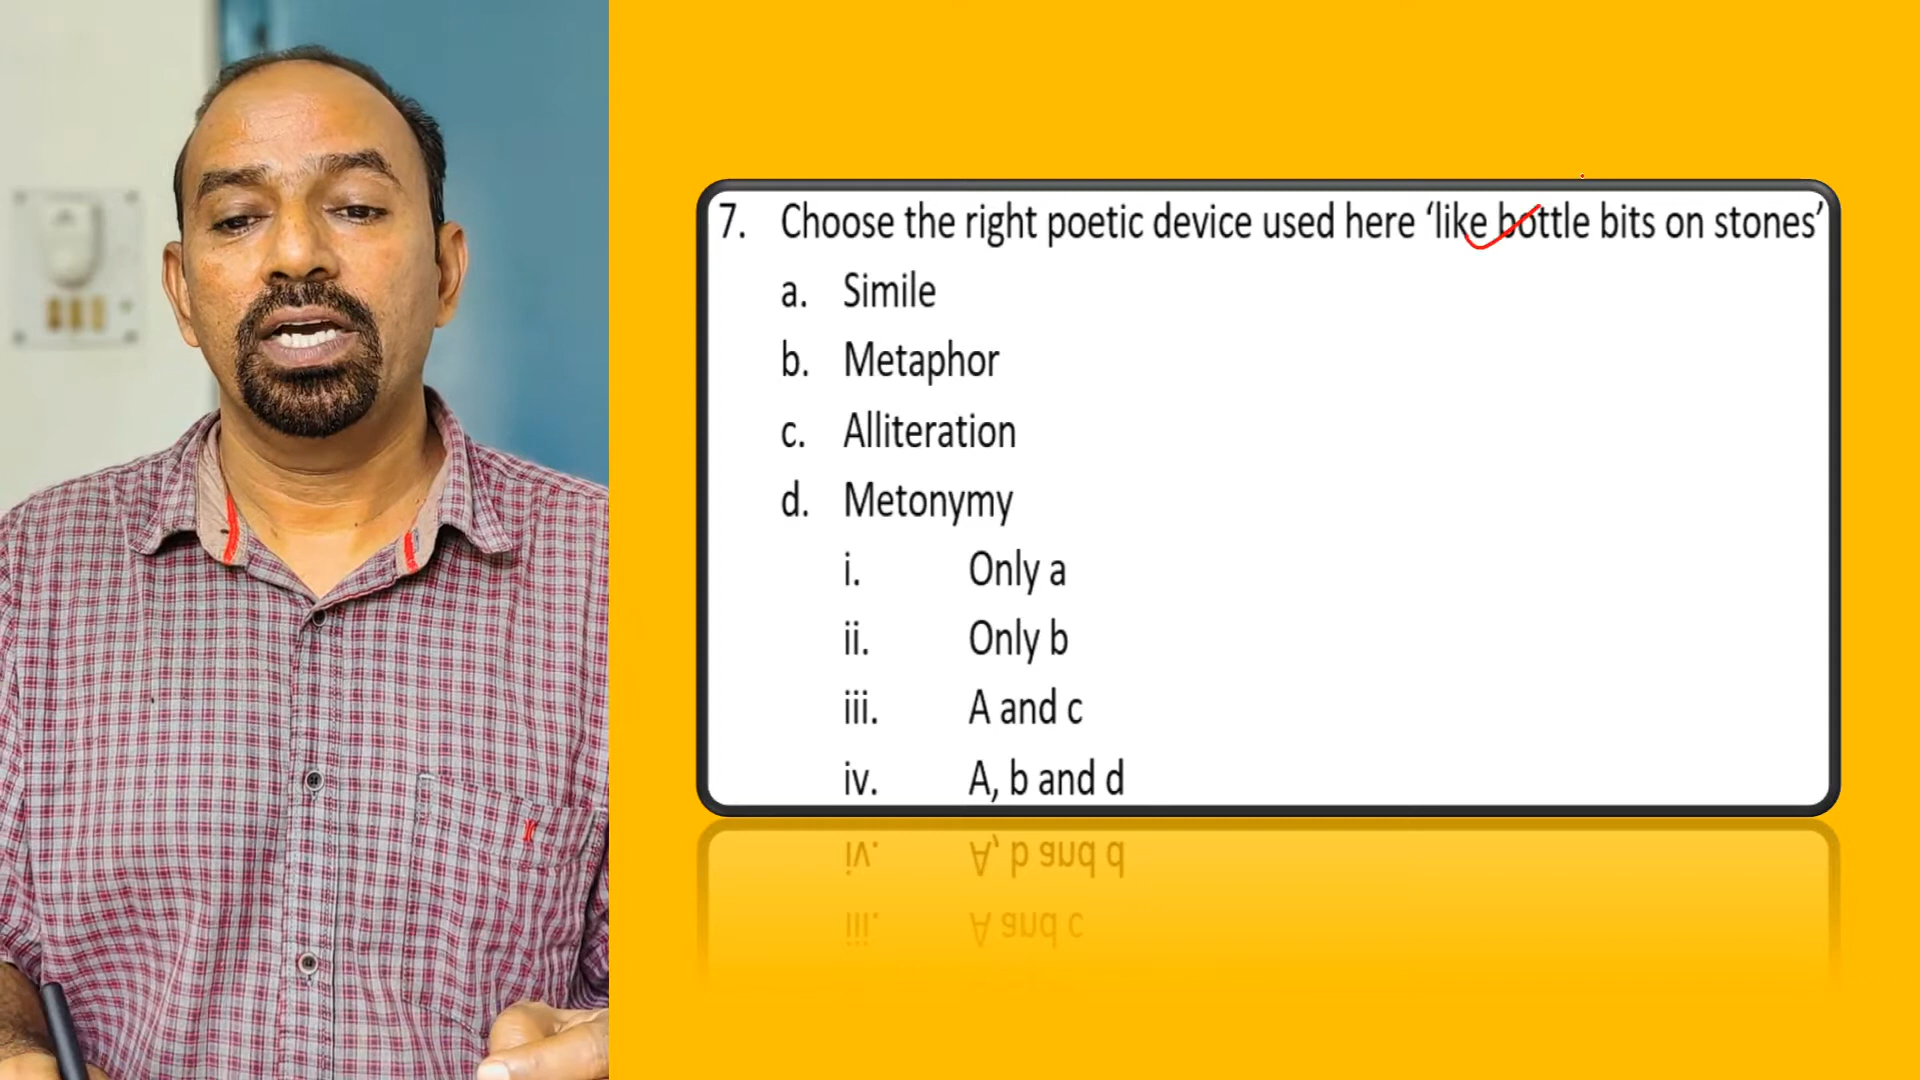 7. Choose the right poetic device used here ‘like bottle bits on stones’
a. Simile
b. Metaphor
c. Alliteration
d. Metonymy
i. Only a
ii. Only b
iii. A and c
iv. A, b and d